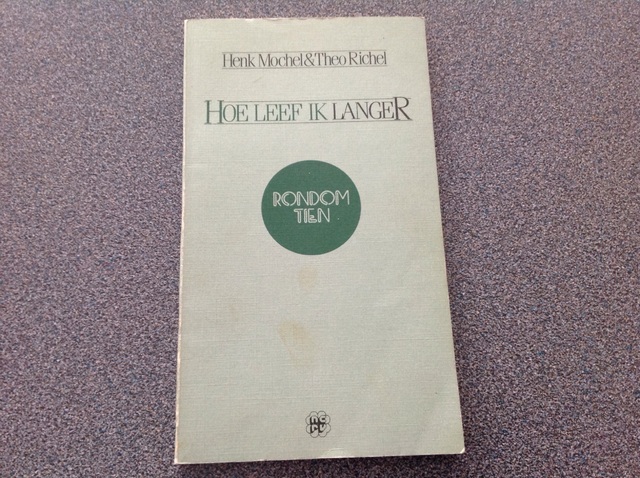 Henk Mochel & Theo Richel
HOE LEEF IK LANGER
RONDOM
TIEN